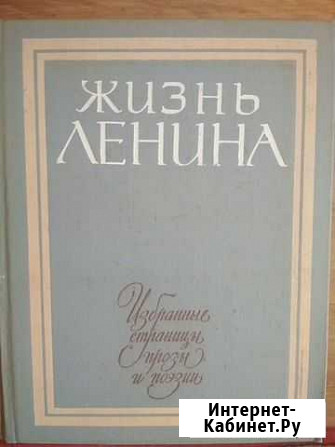 ЖИЗНЬ
ЛЕНИНА
Избранные
страницы
прозы
и поэзии
Интернет-
Кабинет.Ру